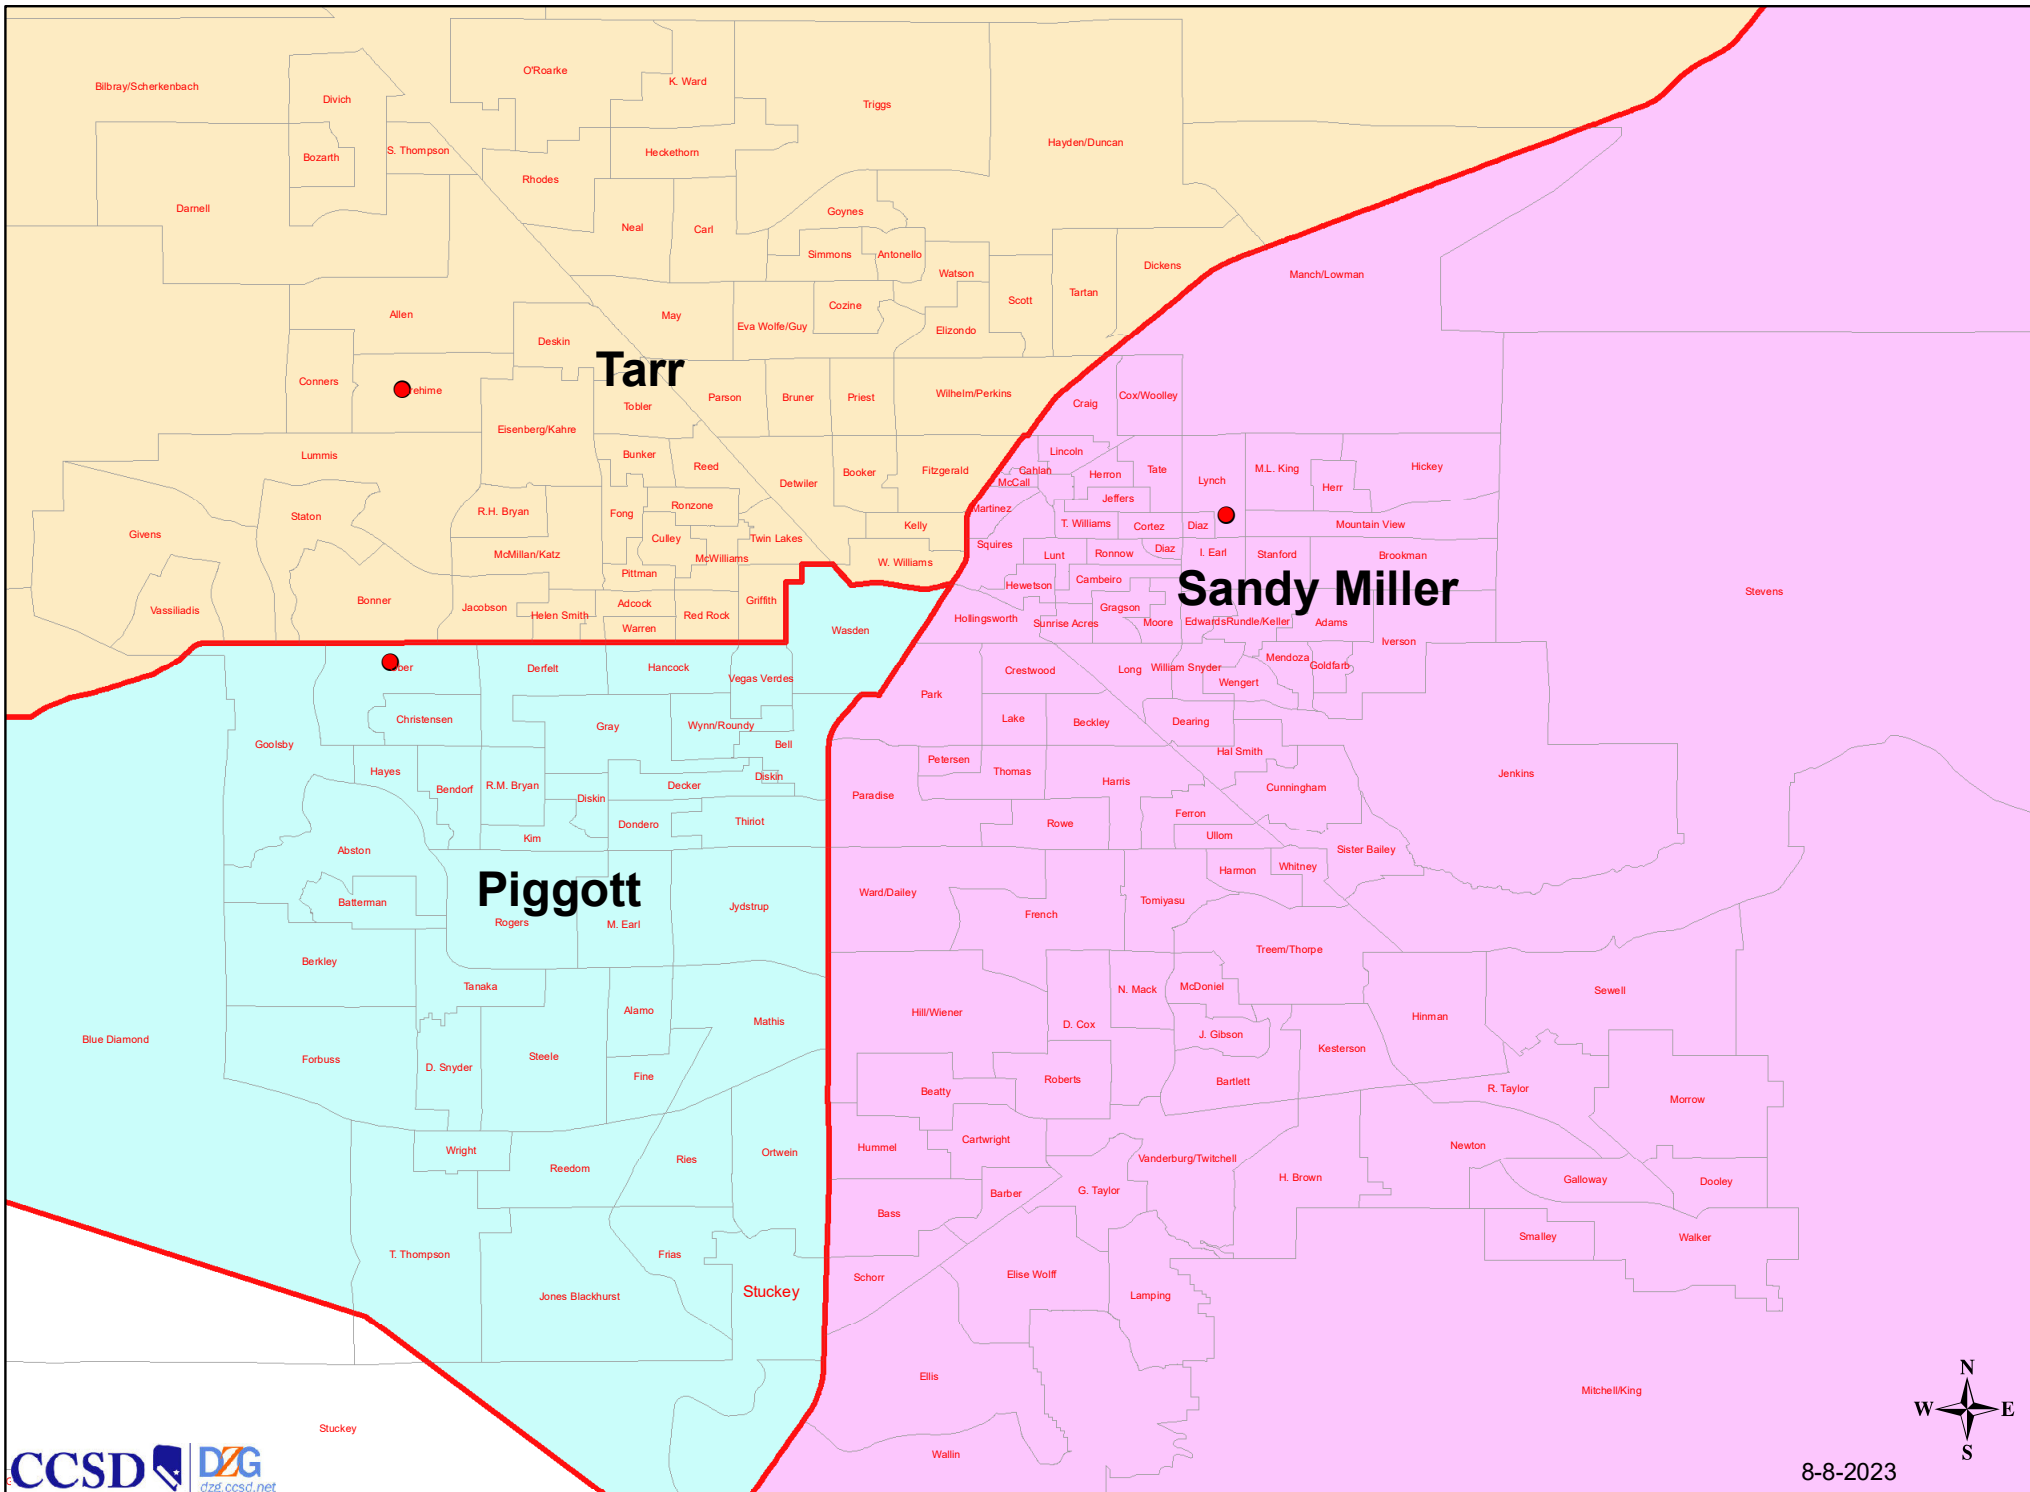 O'Roarke
K. Ward
Bilbray/Scherkenbach
Divich
Triggs
Hayden/Duncan
S. Thompson
Heckethorn
Bozarth
Rhodes
Darnell
Goynes
Neal
Carl
Simmons
Antonello
Dickens
Watson
Manch/Lowman
Tartan
Scott
Cozine
Allen
May
Eva Wolfe/Guy
Elizondo
Deskin
Tarr
Conners
ehime
Parson
Bruner
Priest
Wilhelm/Perkins
Cox/Woolley
Craig
Tobler
Eisenberg/Kahre
Lummis
Bunker
Reed
Lincoln
Booker
Fitzgerald
Cahlan
Herron
Tate
M.L. King
Hickey
Detwiler
McCall
Lynch
Herr
Jeffers
Ronzone
Martinez
R.H. Bryan
Fong
Staton
Kelly
T. Williams
Cortez
Diaz
Mountain View
Givens
Culley
Twin Lakes
Squires
Diaz
McMillan/Katz
McWilliams
W. Williams
Lunt
Ronnow
I. Earl
Stanford
Brookman
Pittman
Hewetson
Cambeiro
Sandy Miller
Stevens
Bonner
Adcock
Griffith
Vassiliadis
Jacobson
Helen Smith
Red Rock
Hollingsworth
Gragson
Warren
Wasden
Sunrise Acres
Moore
Edwards
Rundle/Keller
Adams
Iverson
ber
Derfelt
Hancock
Vegas Verdes
Crestwood
Long
William Snyder
Mendoza
Goldfarb
Wengert
Park
Christensen
Gray
Wynn/Roundy
Lake
Beckley
Dearing
Goolsby
Bell
Hal Smith
Petersen
Hayes
Diskin
Thomas
Harris
Jenkins
Bendorf
R.M. Bryan
Decker
Cunningham
Diskin
Paradise
Ferron
Dondero
Thiriot
Rowe
Kim
Ullom
Abston
Sister Bailey
Whitney
Harmon
Piggott
Ward/Dailey
Batterman
Tomiyasu
Jydstrup
French
Rogers
M. Earl
Treem/Thorpe
Berkley
Tanaka
N. Mack
McDoniel
Sewell
Alamo
Hill/Wiener
Hinman
Mathis
D. Cox
J. Gibson
Blue Diamond
Forbuss
D. Snyder
Steele
Kesterson
Fine
Roberts
Bartlett
R. Taylor
Beatty
Morrow
Cartwright
Hummel
Newton
Wright
Ortwein
Reedom
Ries
Vanderburg/Twitchell
H. Brown
Galloway
Dooley
Barber
G. Taylor
Bass
Smalley
Walker
T. Thompson
Frias
Schorr
Elise Wolff
Jones Blackhurst
Stuckey
Lamping
Ellis
Mitchell/King
N
W E
S
Stuckey
Wallin
CCSD
DZG
dzg.ccsd.net
8-8-2023